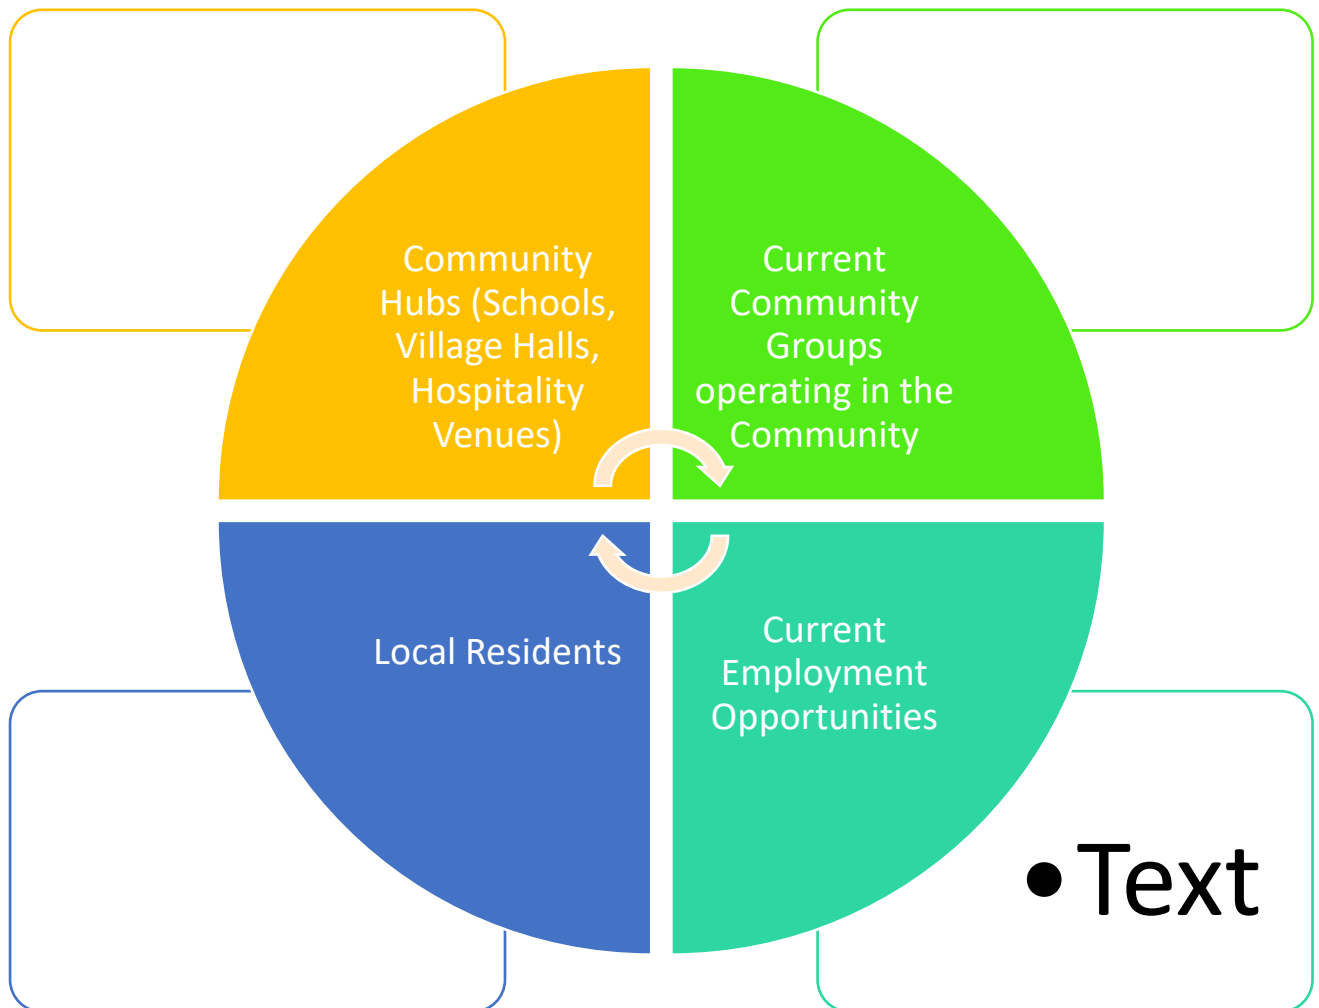 Community
Hubs (Schools,
Village Halls,
Hospitality
Venues)
Current
Community
Groups
operating in the
Community
Local Residents
Current
Employment
Opportunities
• Text